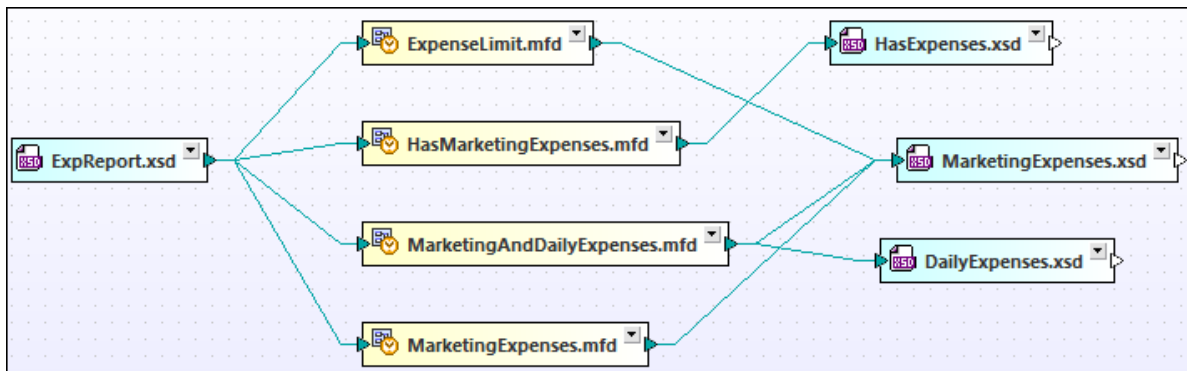 ExpReport.xsd
ExpenseLimit.mfd
HasMarketingExpenses.mfd
MarketingAndDailyExpenses.mfd
MarketingExpenses.mfd
HasExpenses.xsd
MarketingExpenses.xsd
DailyExpenses.xsd